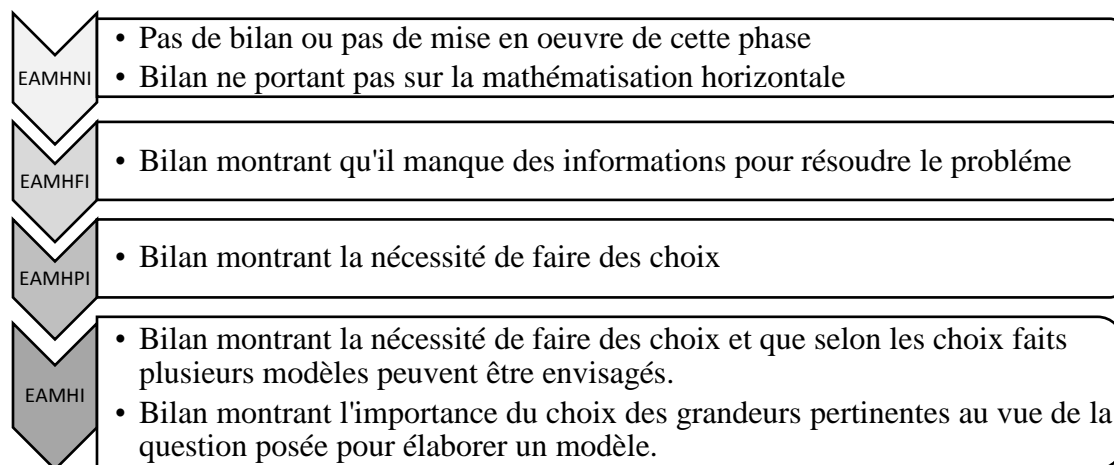 EAMHNI
• Pas de bilan ou pas de mise en oeuvre de cette phase
• Bilan ne portant pas sur la mathématisation horizontale
EAMHFI
• Bilan montrant qu'il manque des informations pour résoudre le probléme
EAMHPI
• Bilan montrant la nécessité de faire des choix
EAMHI
• Bilan montrant la nécessité de faire des choix et que selon les choix faits
plusieurs modèles peuvent être envisagés.
• Bilan montrant l'importance du choix des grandeurs pertinentes au vue de la
question posée pour élaborer un modèle.